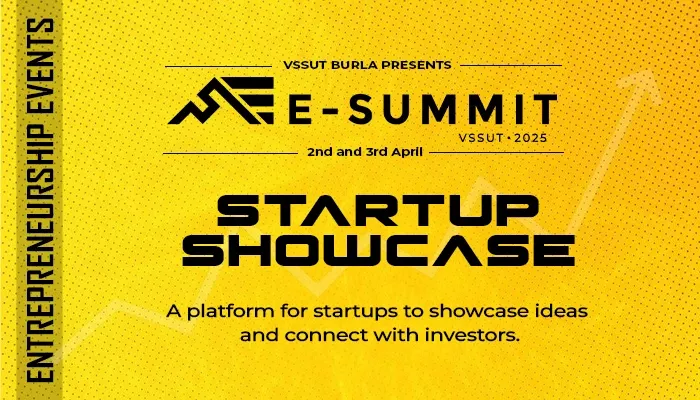 ENTREPRENEURSHIP EVENTS
VSSUT BURLA PRESENTS
E-SUMMIT
VSSUT • 2025
2nd and 3rd April
STARTUP
SHOWCASE
A platform for startups to showcase ideas
and connect with investors.